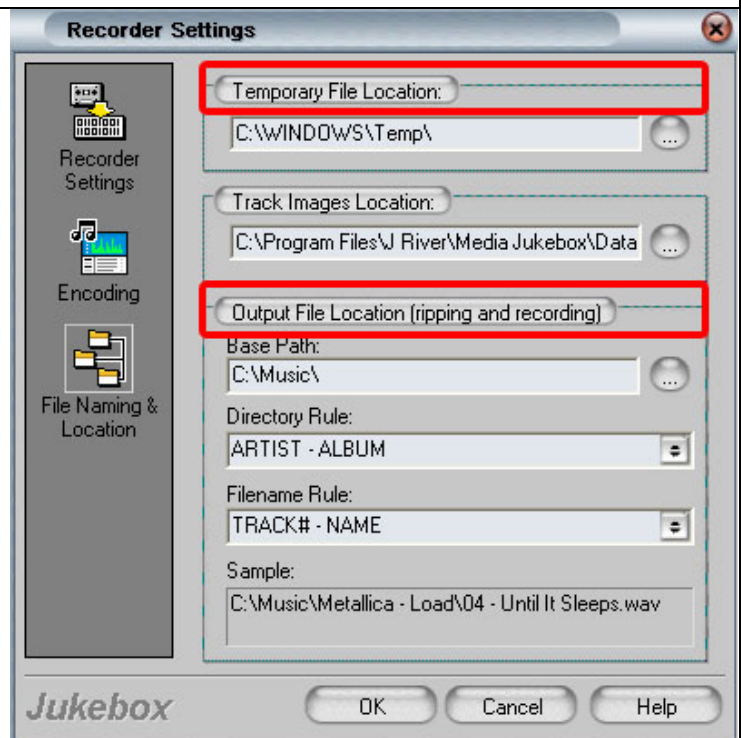 Recorder Settings
Recorder
Settings
Encoding
File Naming &
Location
Temporary File Location:
C:\WINDOWS\Temp\
...
Track Images Location:
C:\Program Files\J River\Media Jukebox\Data
...
Output File Location (ripping and recording)
Base Path:
C:\Music\
...
Directory Rule:
ARTIST - ALBUM
Filename Rule:
TRACK# - NAME
Sample:
C:\Music\Metallica - Load\04 - Until It Sleeps.wav
Jukebox
OK
Cancel
Help